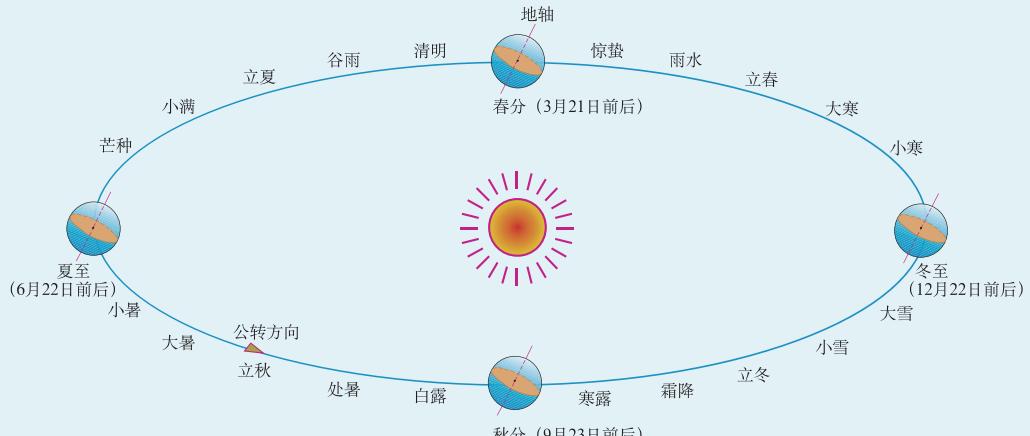 地轴
清明
惊蛰
谷雨
雨水
立夏
立春
小满
春分（3月21日前后）
大寒
芒种
小寒
夏至
（6月22日前后）
冬至
（12月22日前后）
小暑
大雪
公转方向
大暑
小雪
立秋
立冬
处暑
霜降
白露
寒露
秋分（9月23日前后）